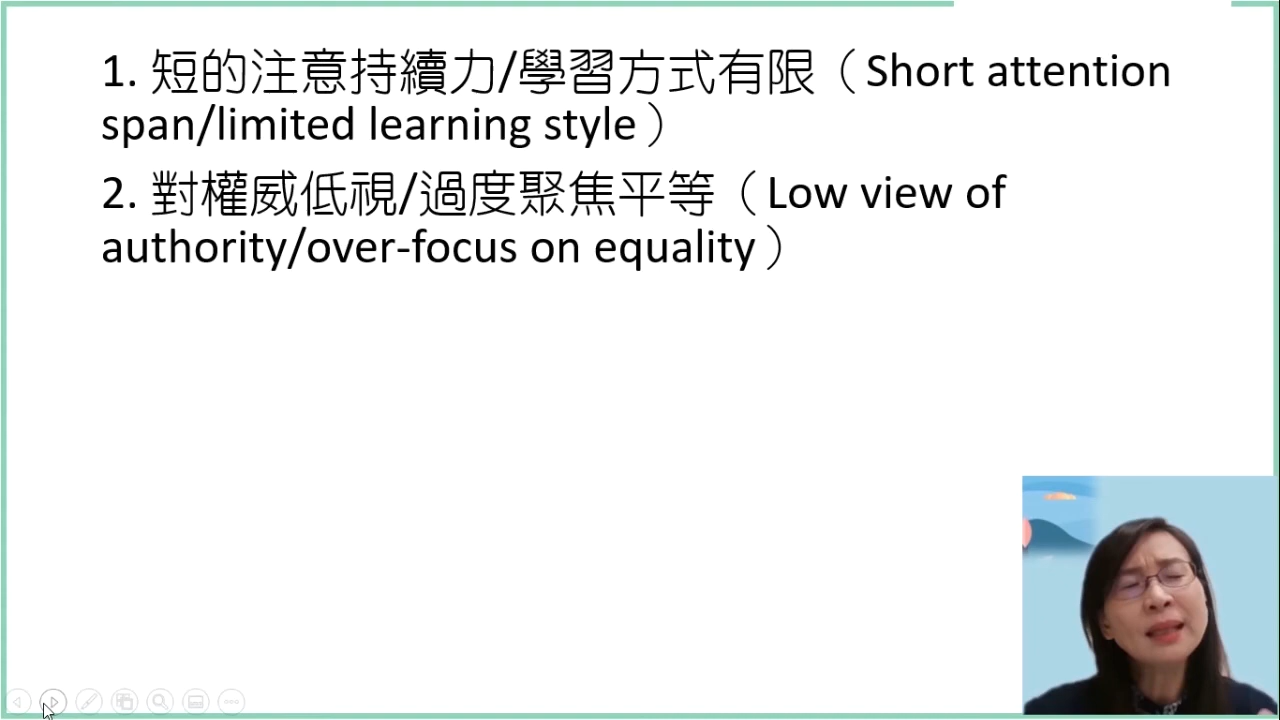 1. 短的注意持續力/學習方式有限（Short attention
span/limited learning style）
2. 對權威低視/過度聚焦平等（Low view of
authority/over-focus on equality）